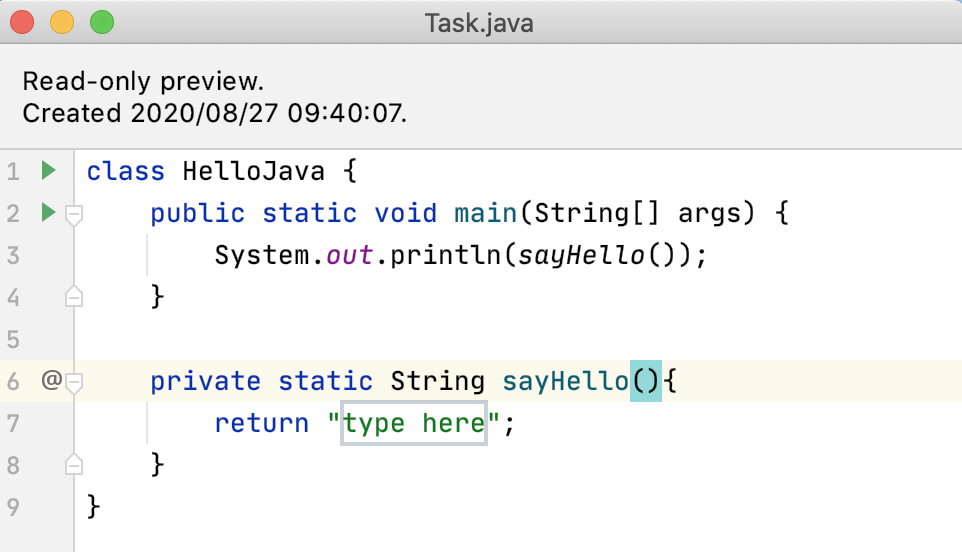 Task.java
Read-only preview.
Created 2020/08/27 09:40:07.
1 class HelloJava {
2     public static void main(String[] args) {
3         System.out.println(sayHello());
4     }
5
6 @   private static String sayHello(){
7         return "type here";
8     }
9 }